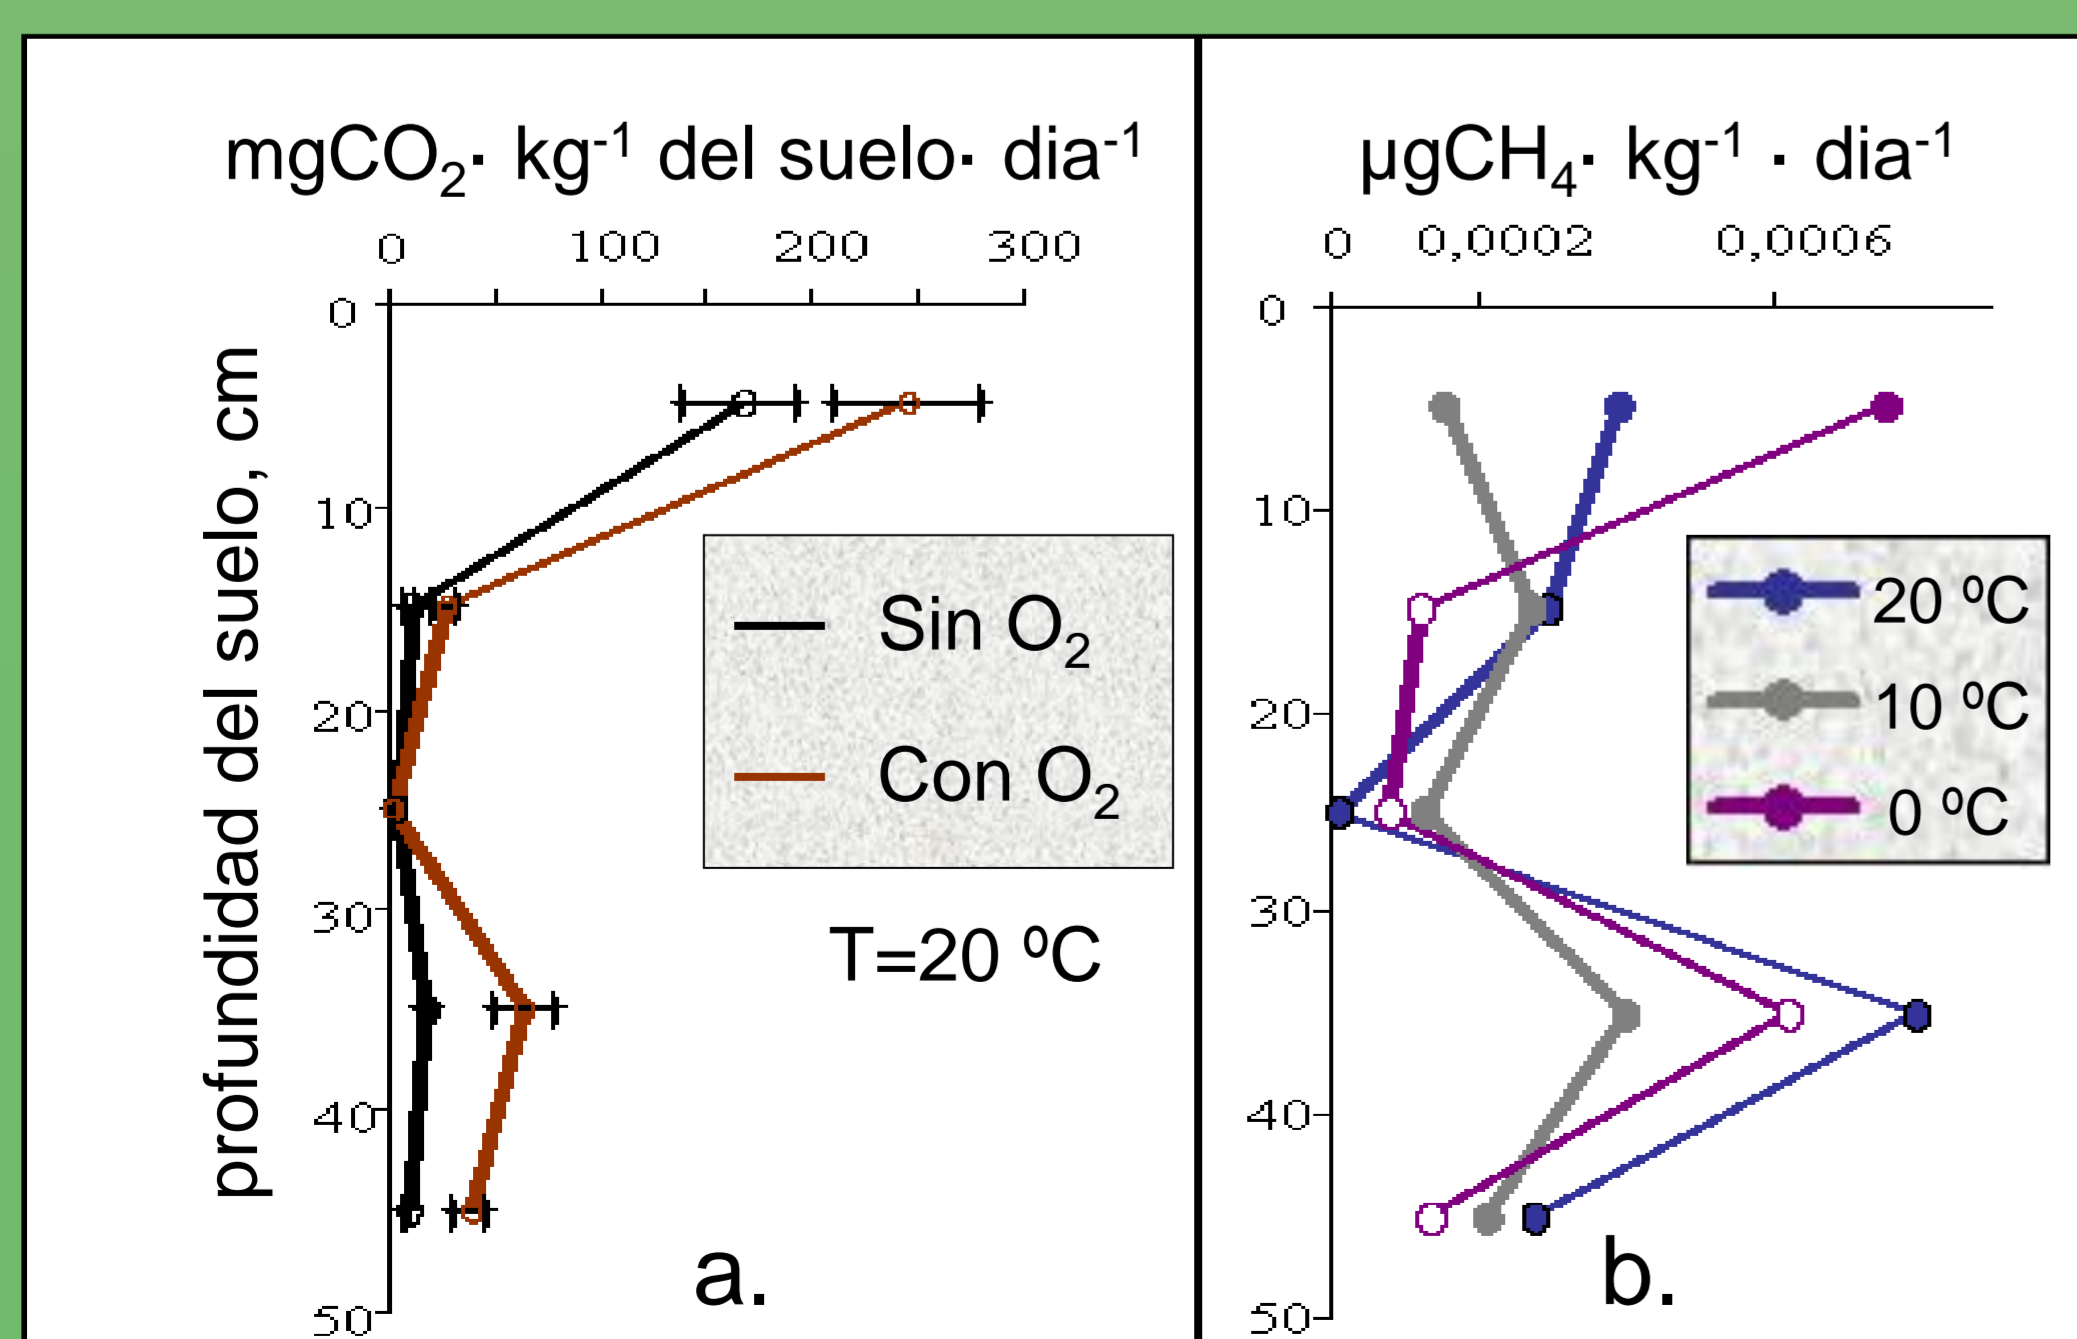 mgCO₂· kg⁻¹ del suelo· dia⁻¹
0 100 200 300
0
10
20
30
40
50
profundidad del suelo, cm
Sin O₂
Con O₂
T=20 ºC
a.
µgCH₄· kg⁻¹ · dia⁻¹
0 0,0002 0,0006
0
10
20
30
40
50
20 ºC
10 ºC
0 ºC
b.